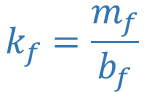 k_f = m_f / b_f